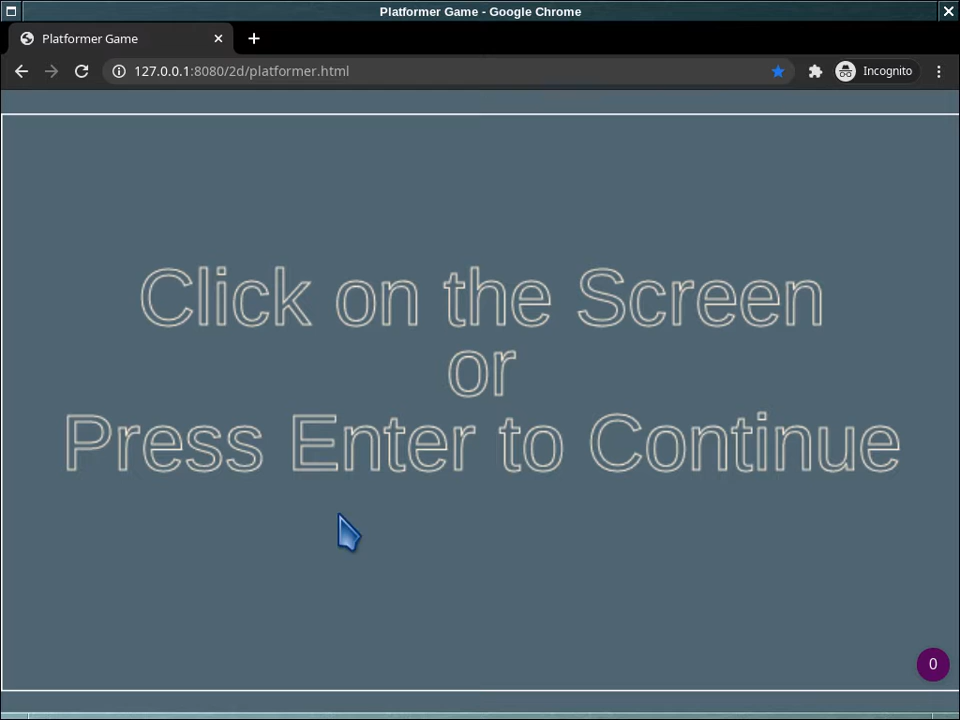 Platformer Game - Google Chrome
Platformer Game
127.0.0.1:8080/2d/platformer.html
Incognito
Click on the Screen
or
Press Enter to Continue
0